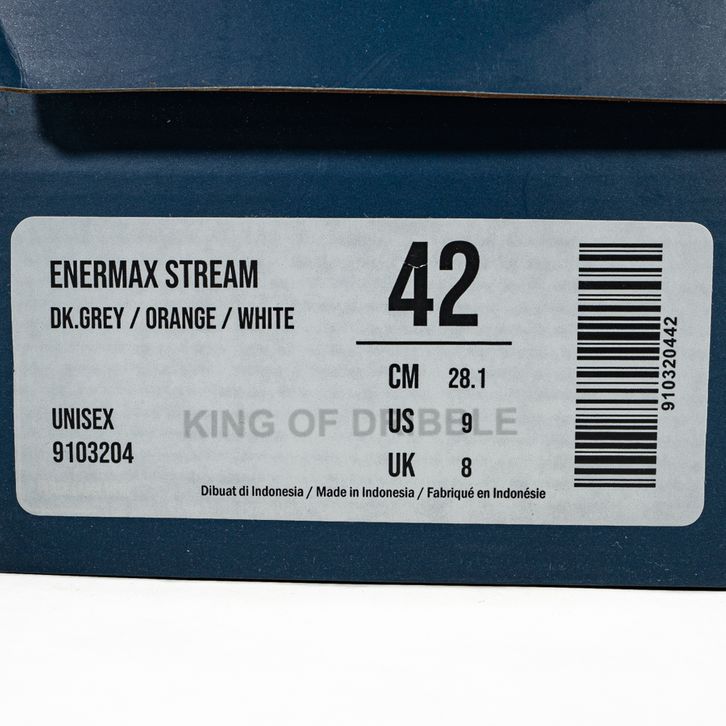 ENERMAX STREAM
DK.GREY / ORANGE / WHITE
42
CM 28.1
US 9
UK 8
UNISEX
9103204
KING OF DRIBBLE
Dibuat di Indonesia / Made in Indonesia / Fabriqué en Indonésie
910320442